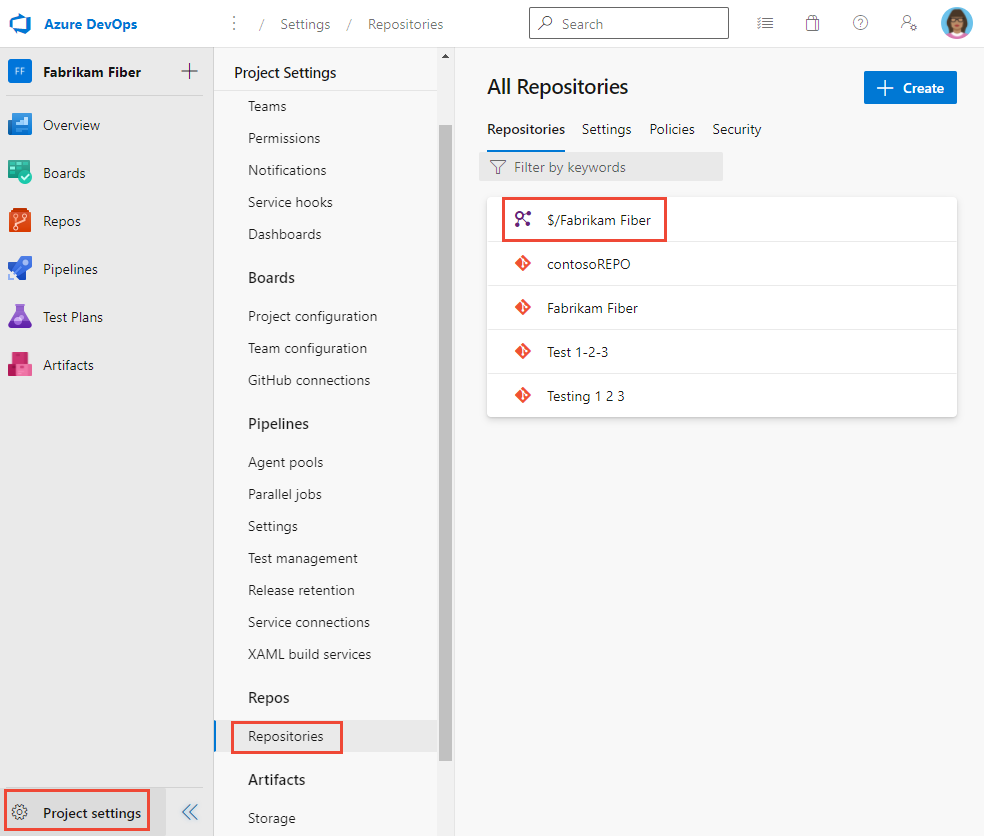 Azure DevOps
/ Settings / Repositories
Search
FF Fabrikam Fiber
Overview
Boards
Repos
Pipelines
Test Plans
Artifacts
Project settings
Project Settings
Teams
Permissions
Notifications
Service hooks
Dashboards
Boards
Project configuration
Team configuration
GitHub connections
Pipelines
Agent pools
Parallel jobs
Settings
Test management
Release retention
Service connections
XAML build services
Repos
Repositories
Artifacts
Storage
All Repositories
Create
Repositories Settings Policies Security
Filter by keywords
$/Fabrikam Fiber
contosoREPO
Fabrikam Fiber
Test 1-2-3
Testing 1 2 3